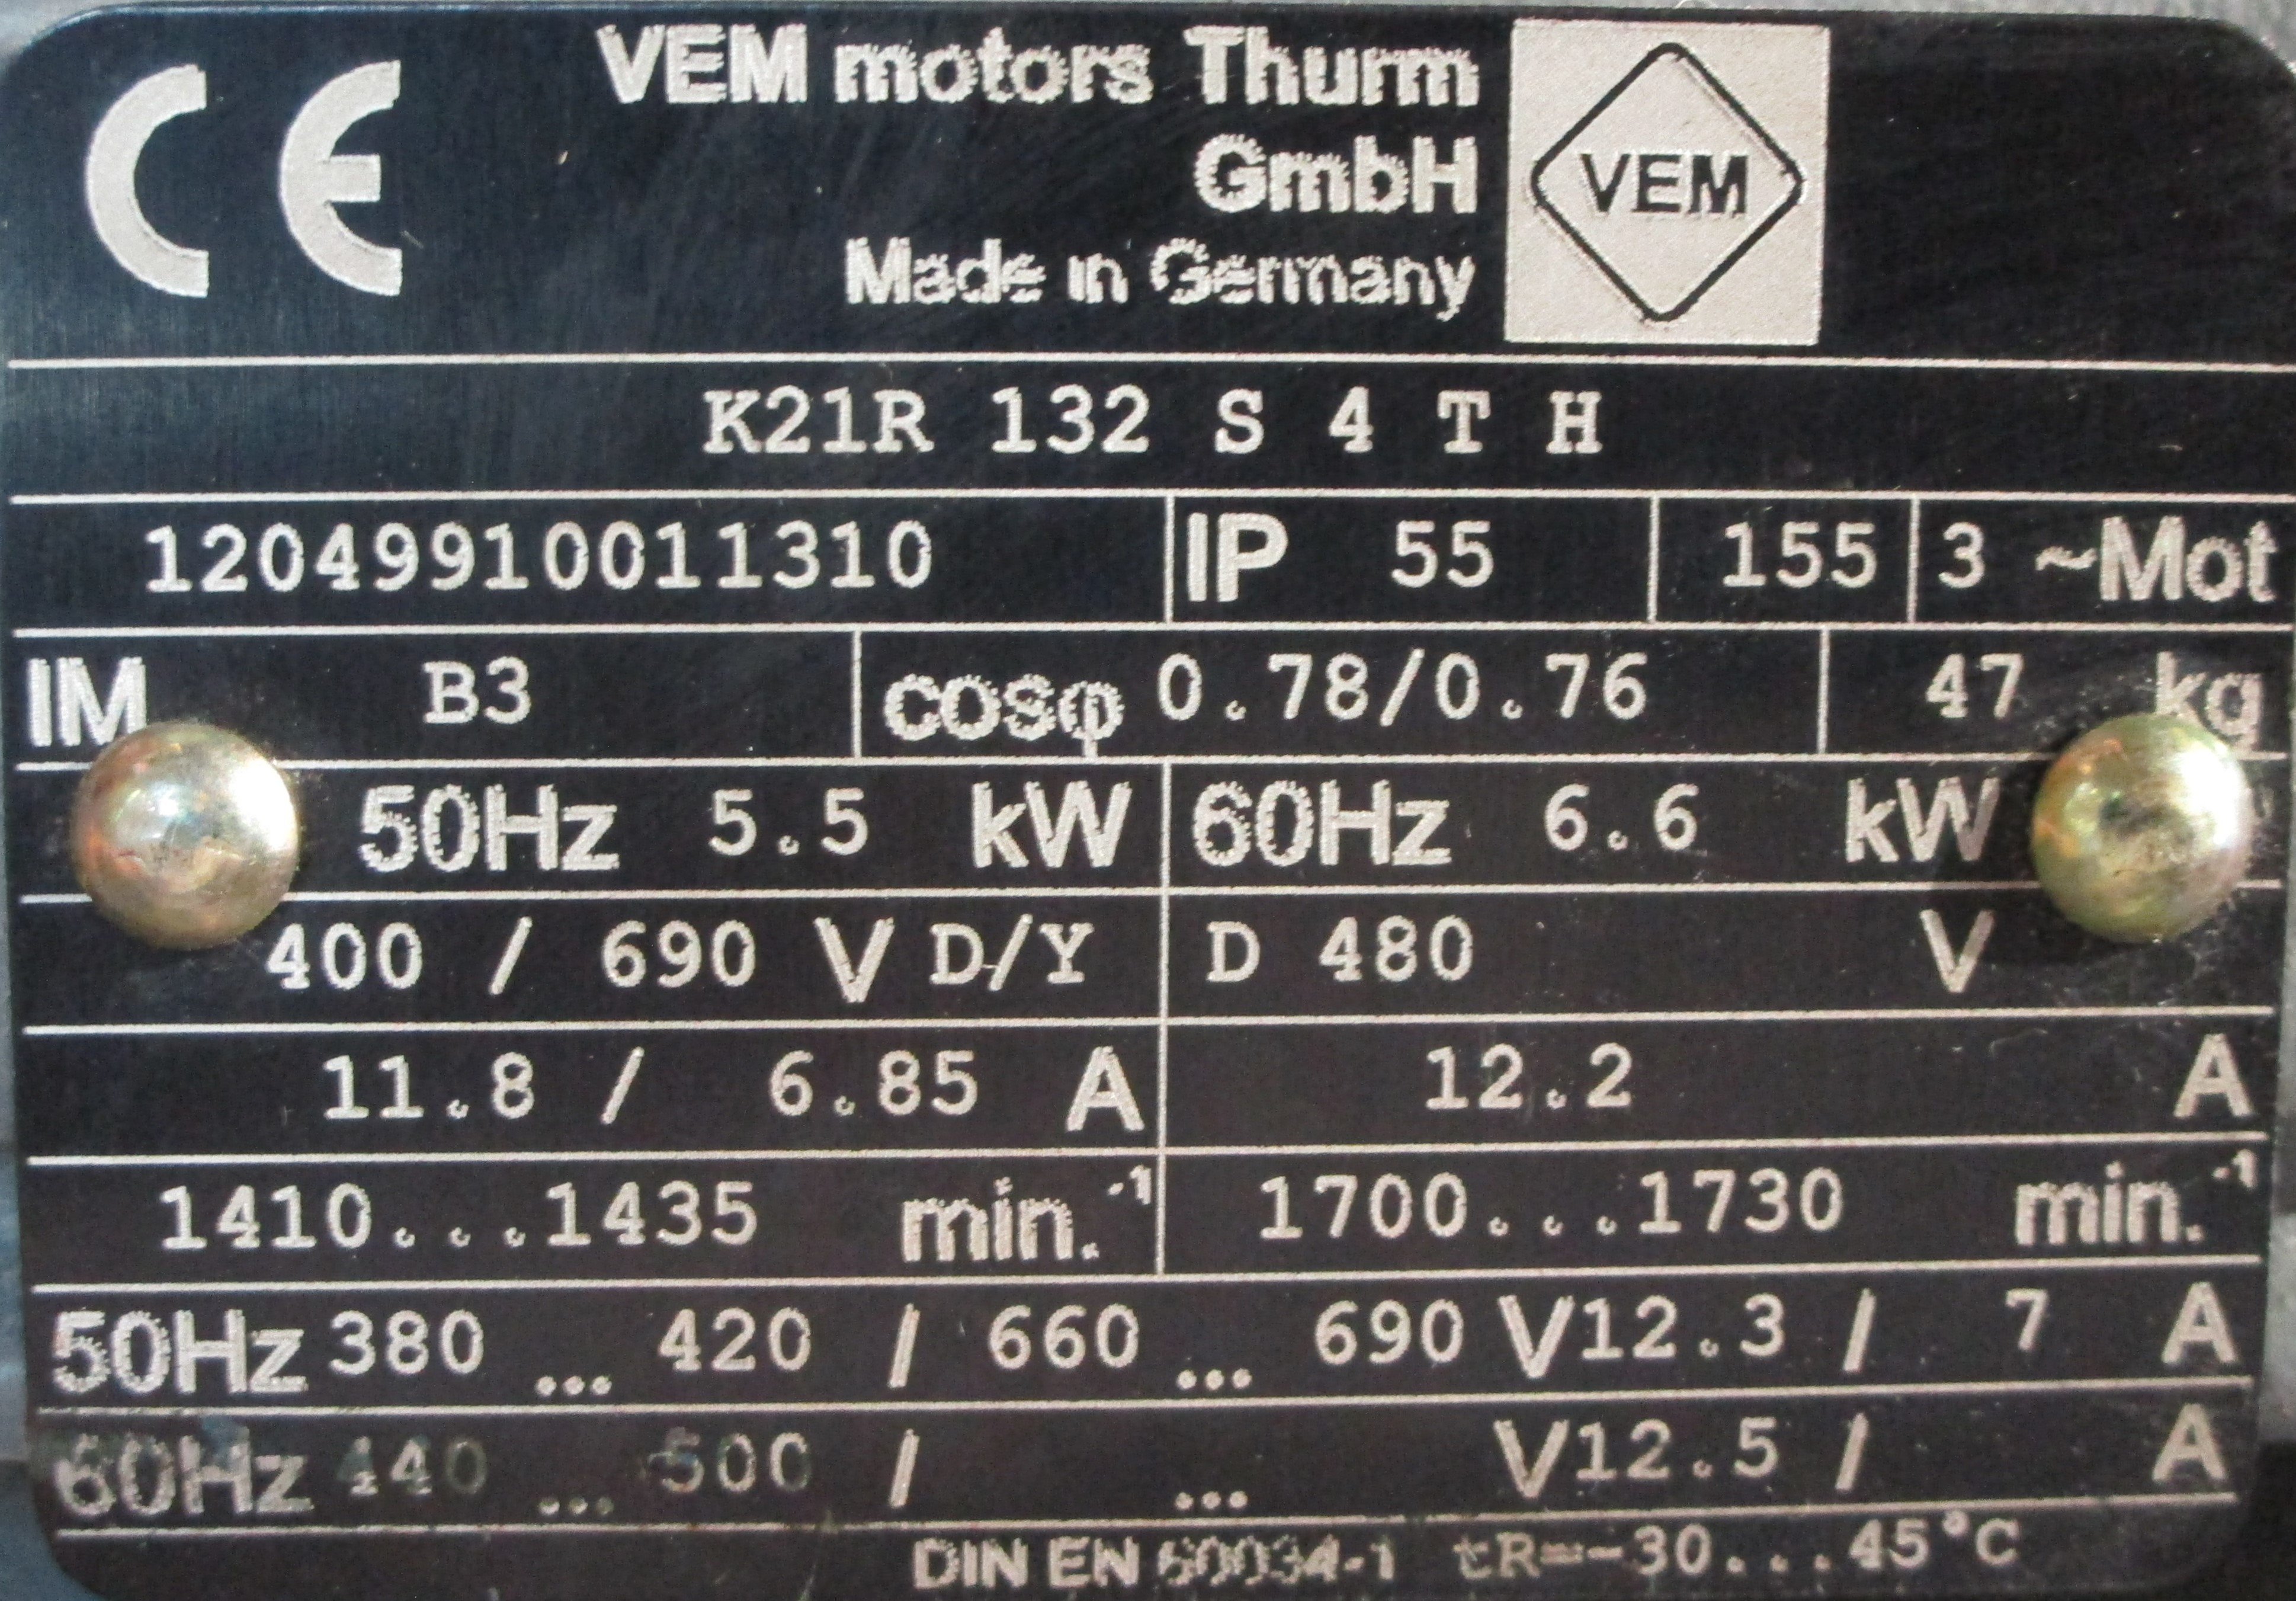 CE
VEM motors Thurm
GmbH
Made in Germany
VEM
K21R 132 S 4 T H
12049910011310 IP 55 155 3 ~Mot
IM B3 cosφ 0.78/0.76 47 kg
50Hz 5.5 kW 60Hz 6.6 kW
400 / 690 V D/Y D 480 V
11.8 / 6.85 A 12.2 A
1410...1435 min.-1 1700...1730 min.-1
50Hz 380 ... 420 / 660 ... 690 V 12.3 / 7 A
60Hz 440 ... 500 / ... V 12.5 / A
DIN EN 60034-1 tR=-30...45°C